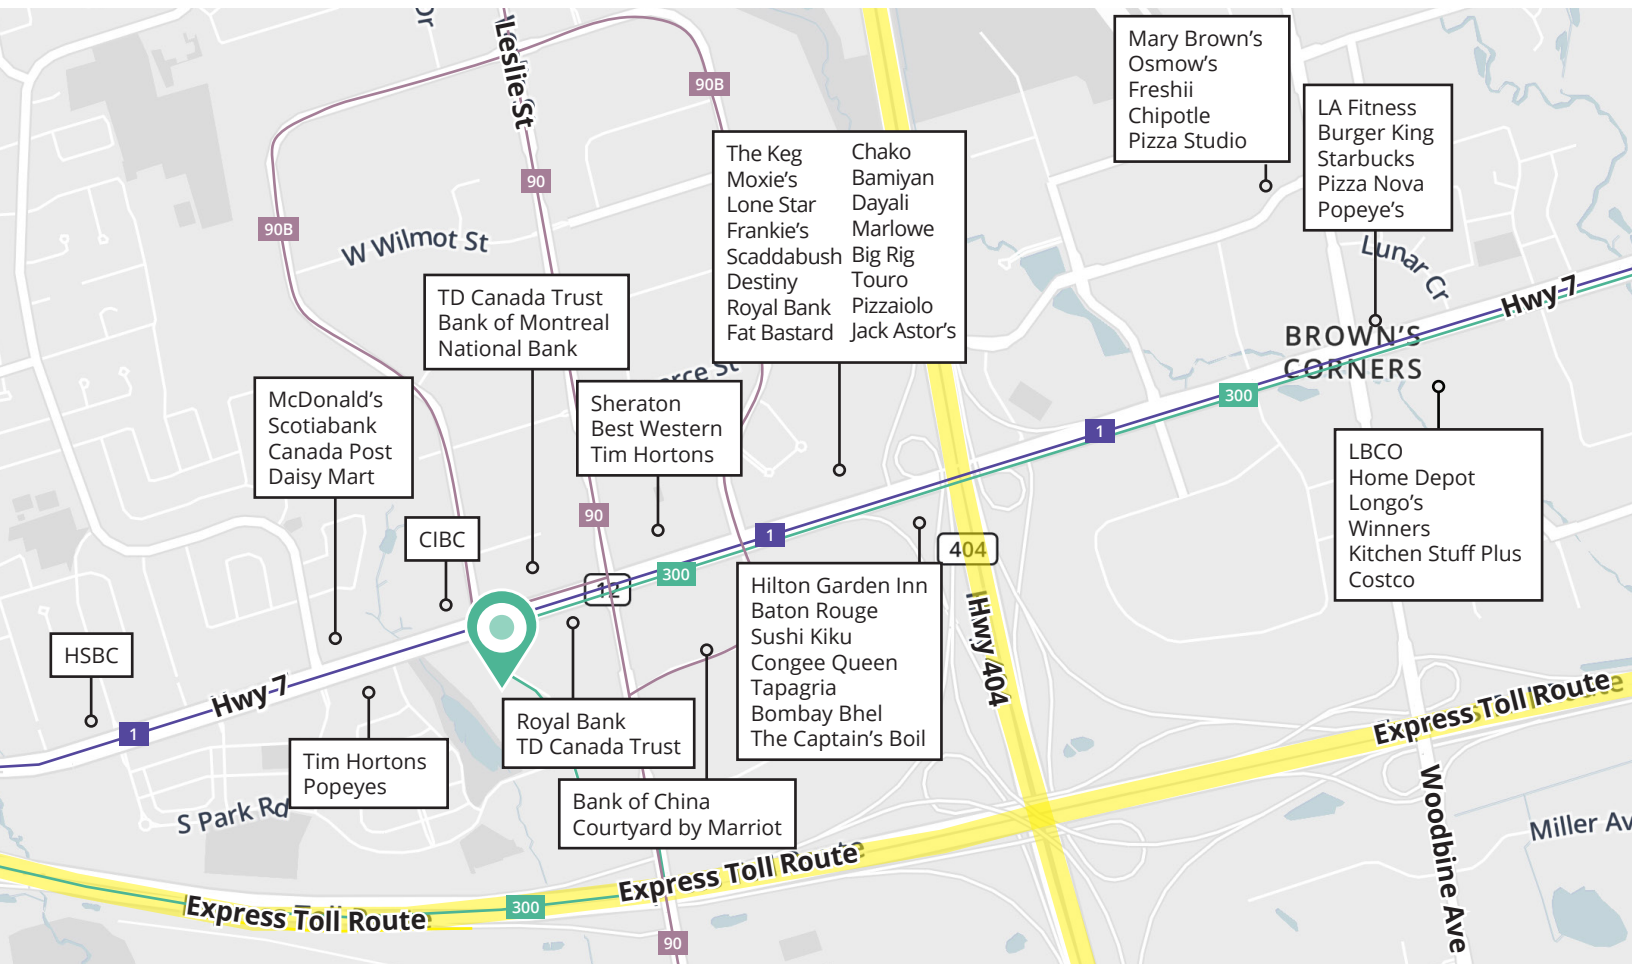 Dr
Leslie St
90B
90
90B
W Wilmot St
Mary Brown's
Osmow's
Freshii
Chipotle
Pizza Studio
LA Fitness
Burger King
Starbucks
Pizza Nova
Popeye's
The Keg
Moxie's
Lone Star
Frankie's
Scaddabush
Destiny
Royal Bank
Fat Bastard
Chako
Bamiyan
Dayali
Marlowe
Big Rig
Touro
Pizzaiolo
Jack Astor's
Lunar Cr
Hwy 7
TD Canada Trust
Bank of Montreal
National Bank
BROWN'S
CORNERS
300
1
erce St
McDonald's
Scotiabank
Canada Post
Daisy Mart
Sheraton
Best Western
Tim Hortons
LBCO
Home Depot
Longo's
Winners
Kitchen Stuff Plus
Costco
90
CIBC
1
300
404
12
Hilton Garden Inn
Baton Rouge
Sushi Kiku
Congee Queen
Tapagria
Bombay Bhel
The Captain's Boil
Hwy 404
HSBC
Hwy 7
1
Royal Bank
TD Canada Trust
Tim Hortons
Popeyes
Bank of China
Courtyard by Marriot
S Park Rd
Express Toll Route
Woodbine Ave
Miller Av
Express Toll Route
Express Toll Route
300
90